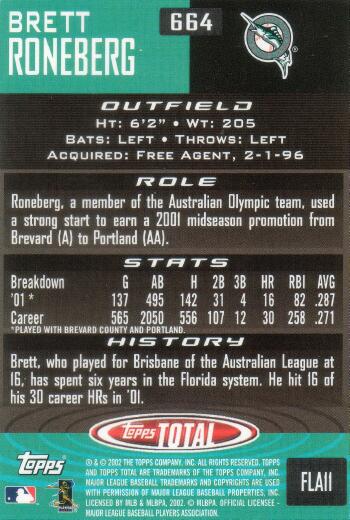 BRETT
RONEBERG
664
OUTFIELD
HT: 6'2" • WT: 205
BATS: LEFT • THROWS: LEFT
ACQUIRED: FREE AGENT, 2-1-96
ROLE
Roneberg, a member of the Australian Olympic team, used
a strong start to earn a 2001 midseason promotion from
Brevard (A) to Portland (AA).
STATS
Breakdown G AB H 2B 3B HR RBI AVG
'01 * 137 495 142 31 4 16 82 .287
Career 565 2050 556 107 12 30 258 .271
*PLAYED WITH BREVARD COUNTY AND PORTLAND.
HISTORY
Brett, who played for Brisbane of the Australian League at
16, has spent six years in the Florida system. He hit 16 of
his 30 career HRs in '01.
Topps TOTAL
Topps
® & © 2002 THE TOPPS COMPANY, INC. ALL RIGHTS RESERVED. TOPPS
AND TOPPS TOTAL ARE TRADEMARKS OF THE TOPPS COMPANY, INC.
MAJOR LEAGUE BASEBALL TRADEMARKS AND COPYRIGHTS ARE USED
WITH PERMISSION OF MAJOR LEAGUE BASEBALL PROPERTIES, INC.
LICENSED BY MLB & MLBPA, 2002. © MLBPA. OFFICIAL LICENSEE -
MAJOR LEAGUE BASEBALL PLAYERS ASSOCIATION.
FLA11